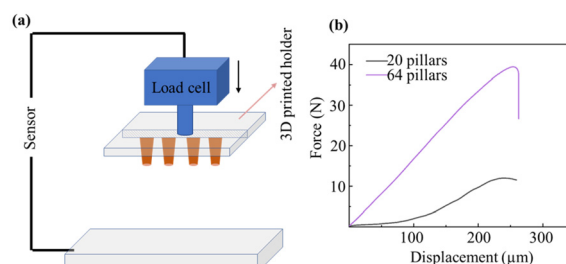 (a)
Load cell
Sensor
3D printed holder
(b)
20 pillars
64 pillars
Force (N)
40
30
20
10
100
200
300
Displacement (μm)